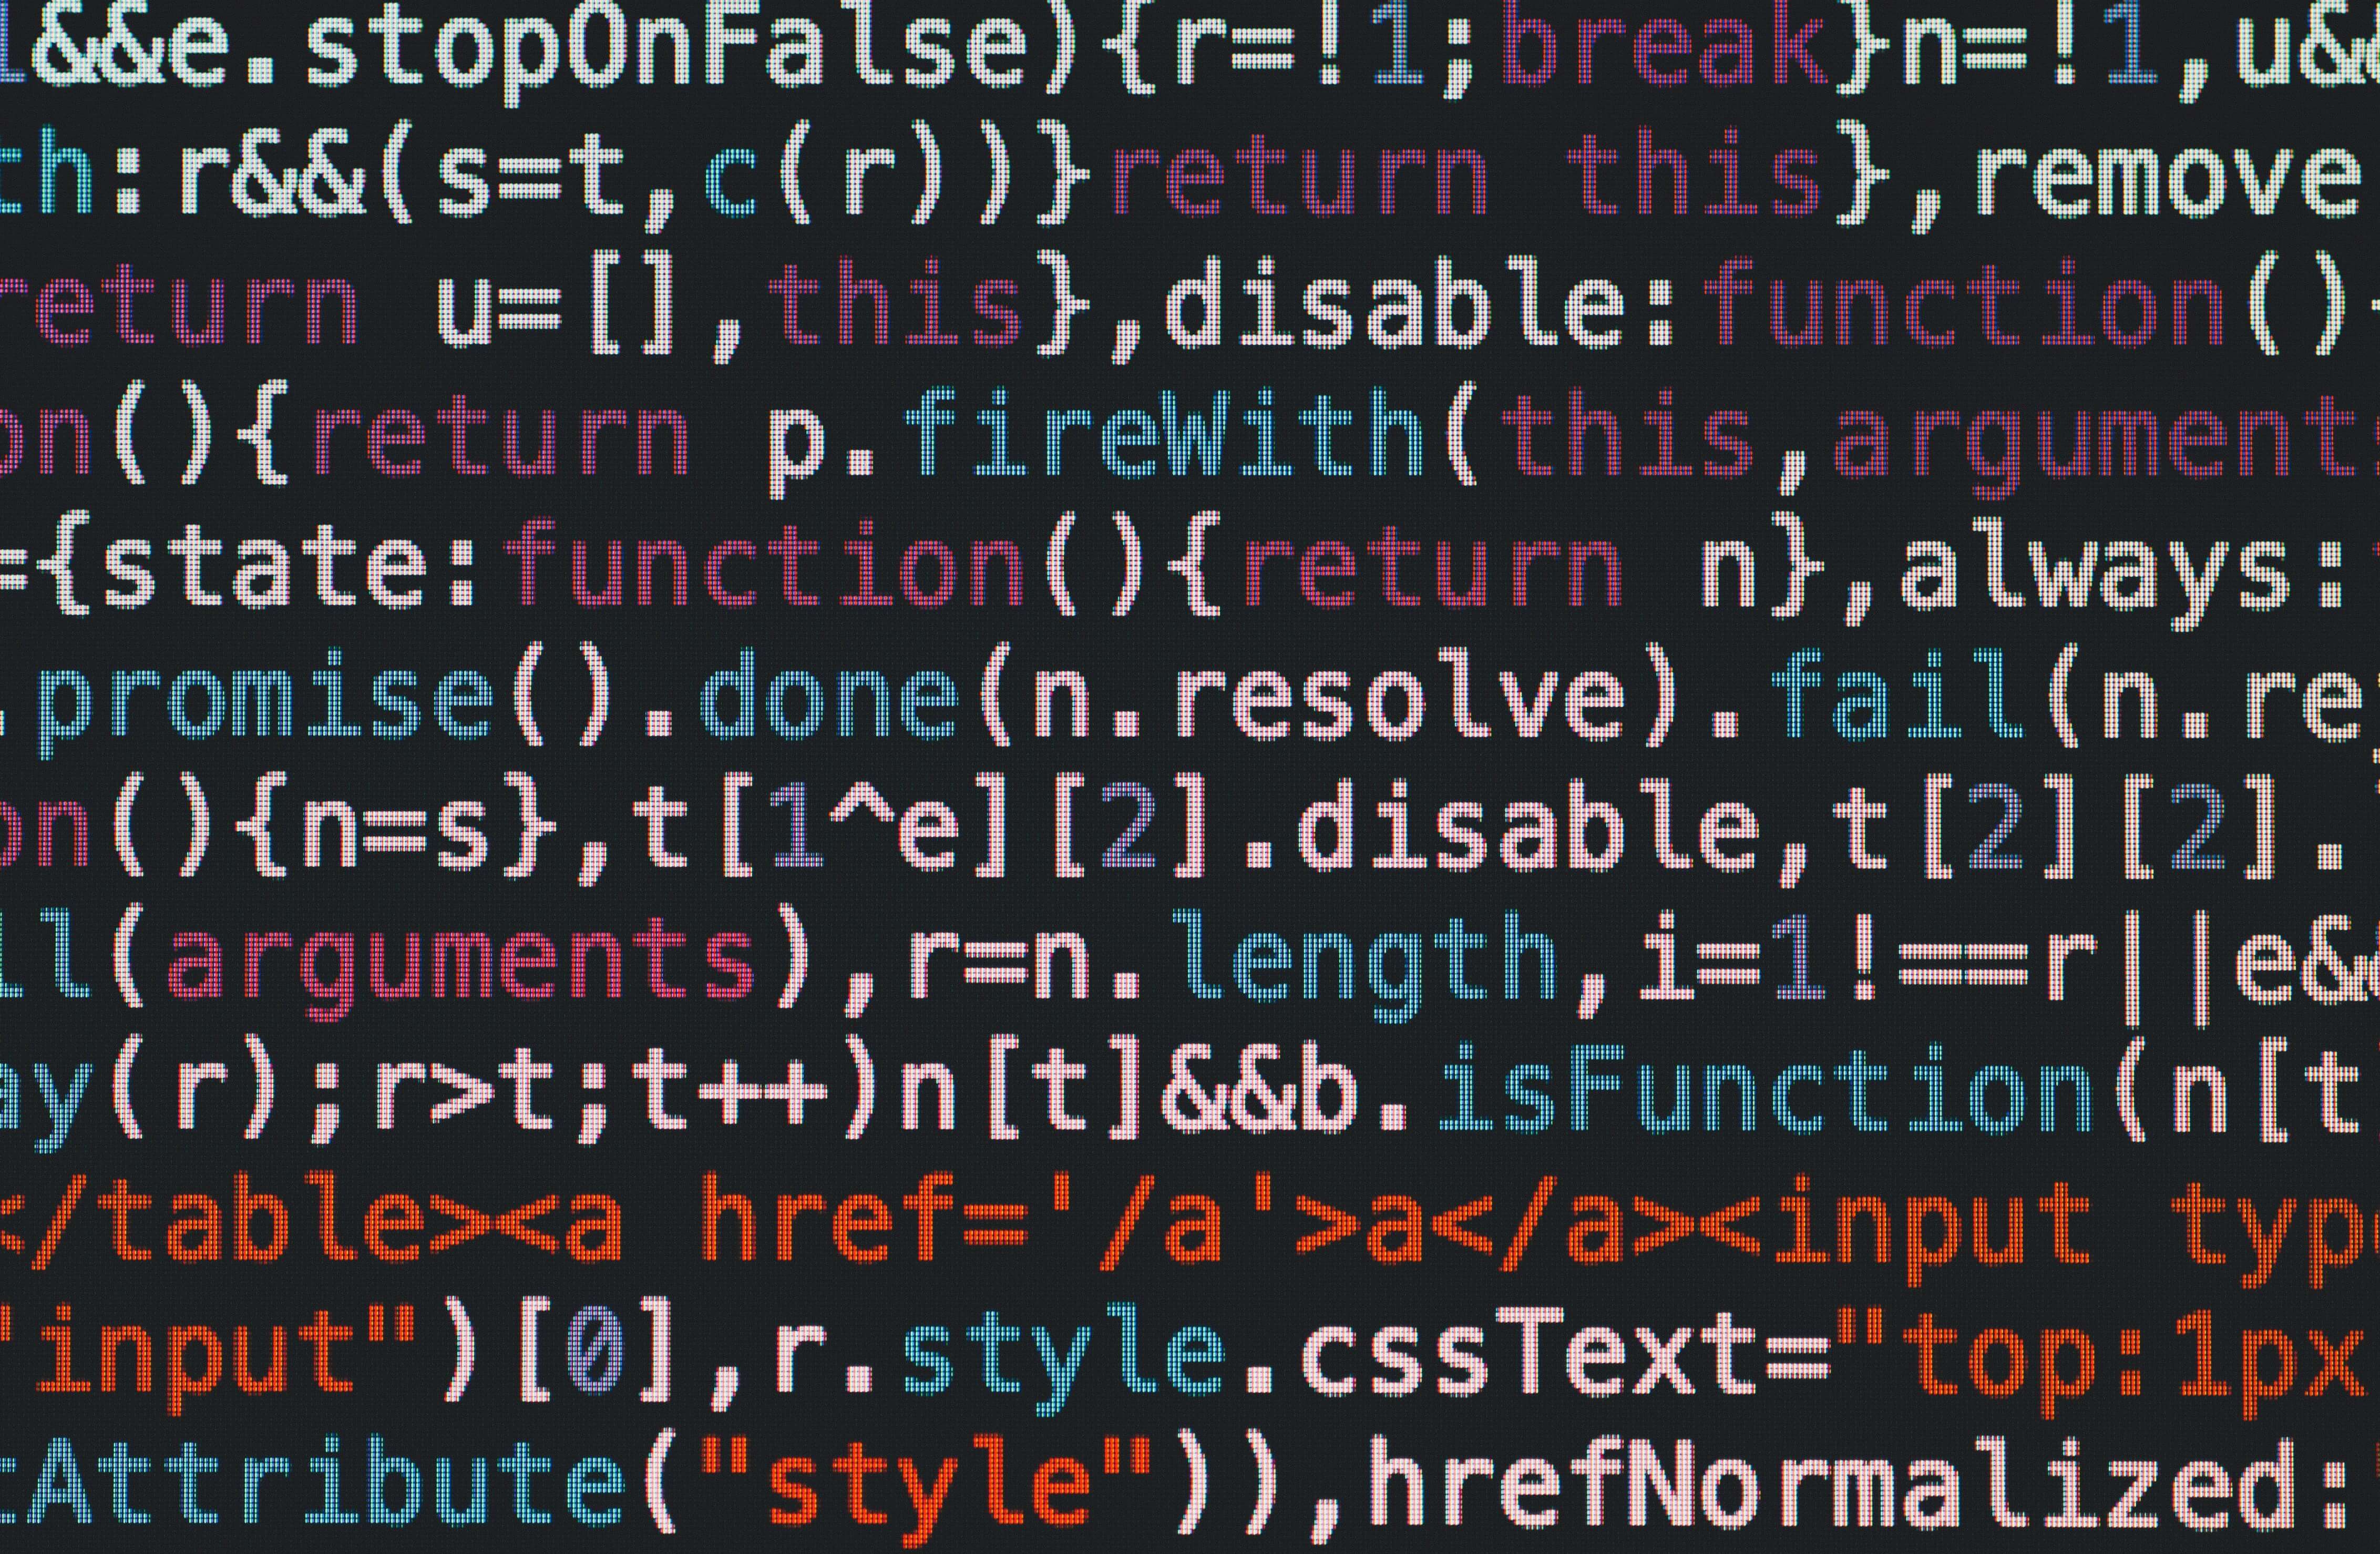 &&e.stopOnFalse){r=!1;break}n=!1,u&
th:r&&(s=t,c(r))}return this},remove
return u=[],this},disable:function()
on(){return p.fireWith(this,argument
={state:function(){return n},always:
.promise().done(n.resolve).fail(n.re
on(){n=s},t[1^e][2].disable,t[2][2].
ll(arguments),r=n.length,i=1!==r||e&
ay(r);r>t;t++)n[t]&&b.isFunction(n[t
</table><a href='/a'>a</a><input typ
"input")[0],r.style.cssText="top:1px
tAttribute("style")),hrefNormalized: